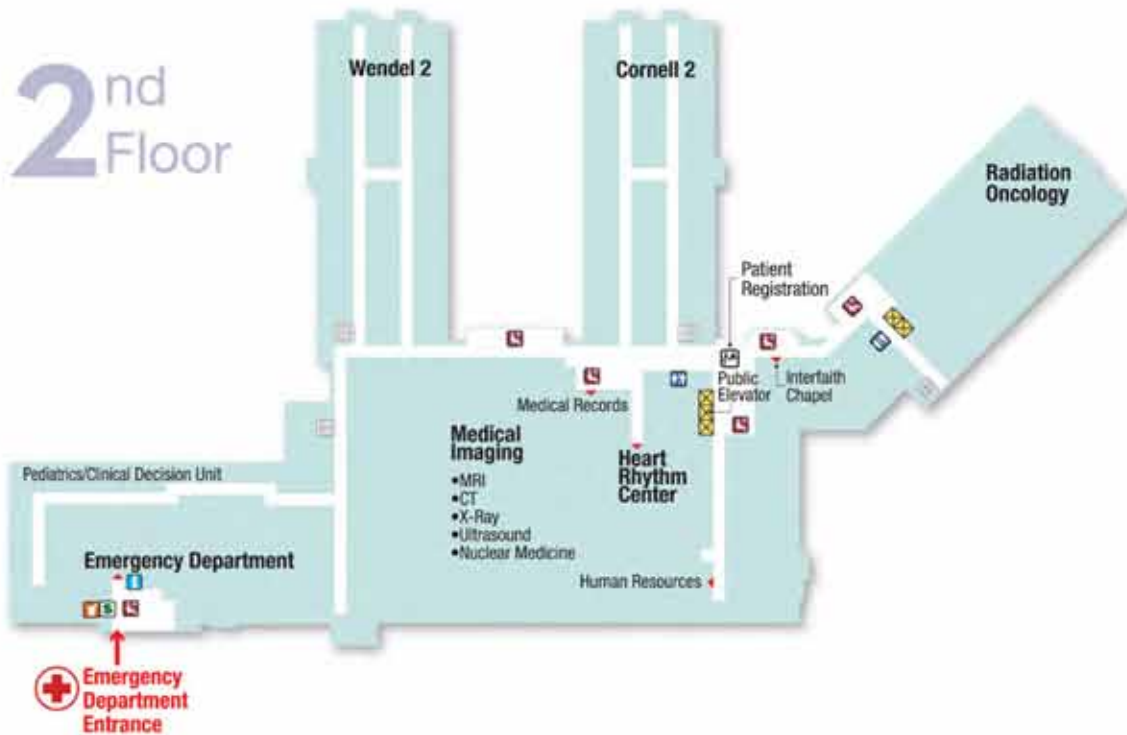 2nd
Floor
Wendel 2
Cornell 2
Radiation
Oncology
Patient
Registration
Public
Elevator
Interfaith
Chapel
Medical Records
Medical
Imaging
•MRI
•CT
•X-Ray
•Ultrasound
•Nuclear Medicine
Heart
Rhythm
Center
Human Resources
Pediatrics/Clinical Decision Unit
Emergency Department
$
Emergency
Department
Entrance